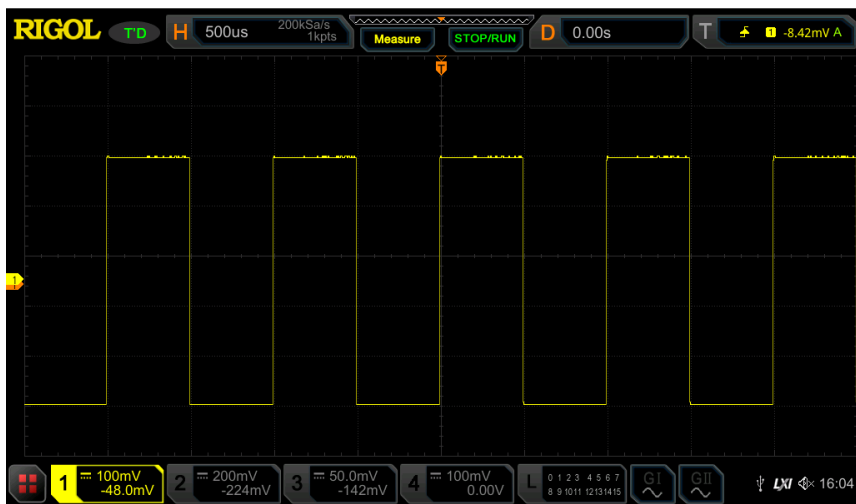 RIGOL T'D H 500us 200kSa/s 1kpts Measure STOP/RUN D 0.00s T 1 -8.42mV A
T
1
1 100mV -48.0mV 2 200mV -224mV 3 50.0mV -142mV 4 100mV 0.00V L 0 1 2 3 4 5 6 7 8 9 10 11 12 13 14 15 GI GII LXI 16:04